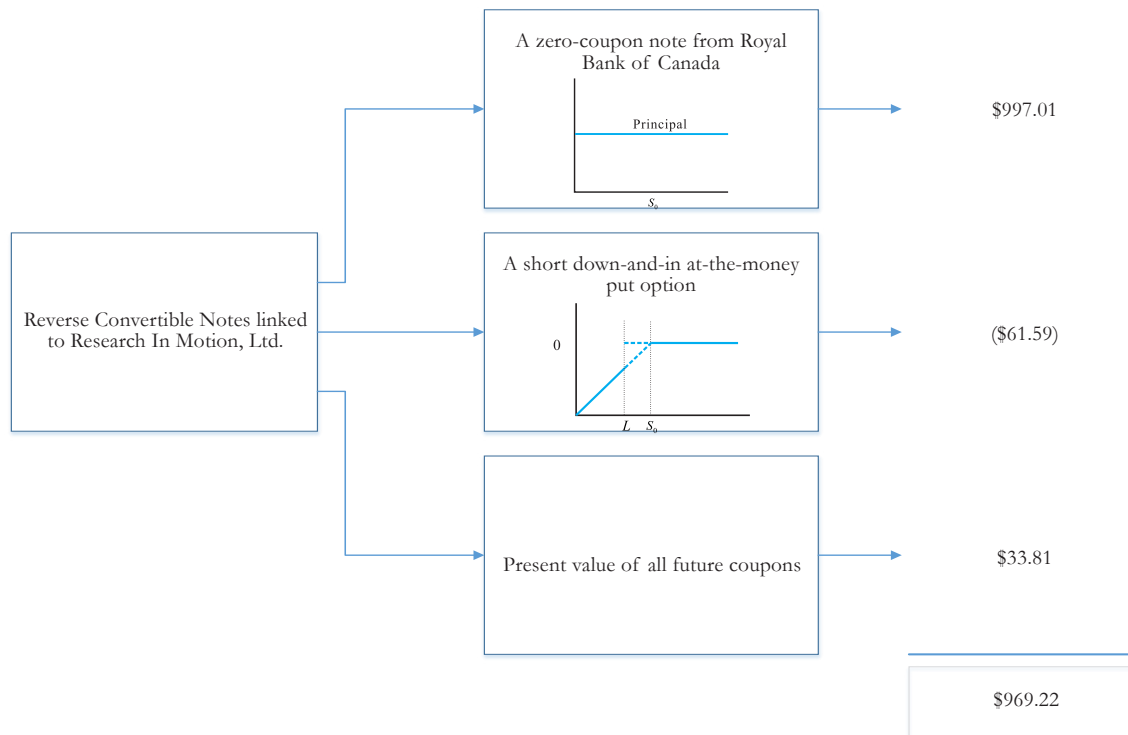 A zero-coupon note from Royal
Bank of Canada
Principal
S₀
$997.01
Reverse Convertible Notes linked
to Research In Motion, Ltd.
A short down-and-in at-the-money
put option
0
L S₀
($61.59)
Present value of all future coupons
$33.81
$969.22